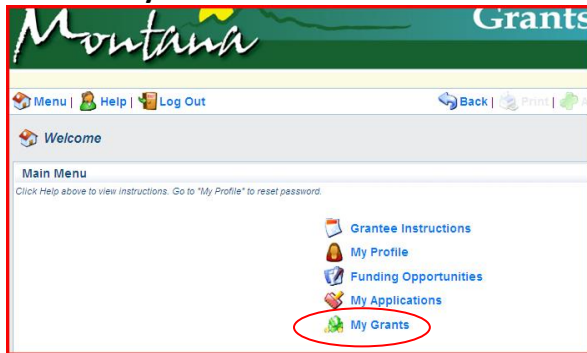 Montana
Grants
Menu | Help | Log Out
Back | Print |
Welcome
Main Menu
Click Help above to view instructions. Go to "My Profile" to reset password.
Grantee Instructions
My Profile
Funding Opportunities
My Applications
My Grants